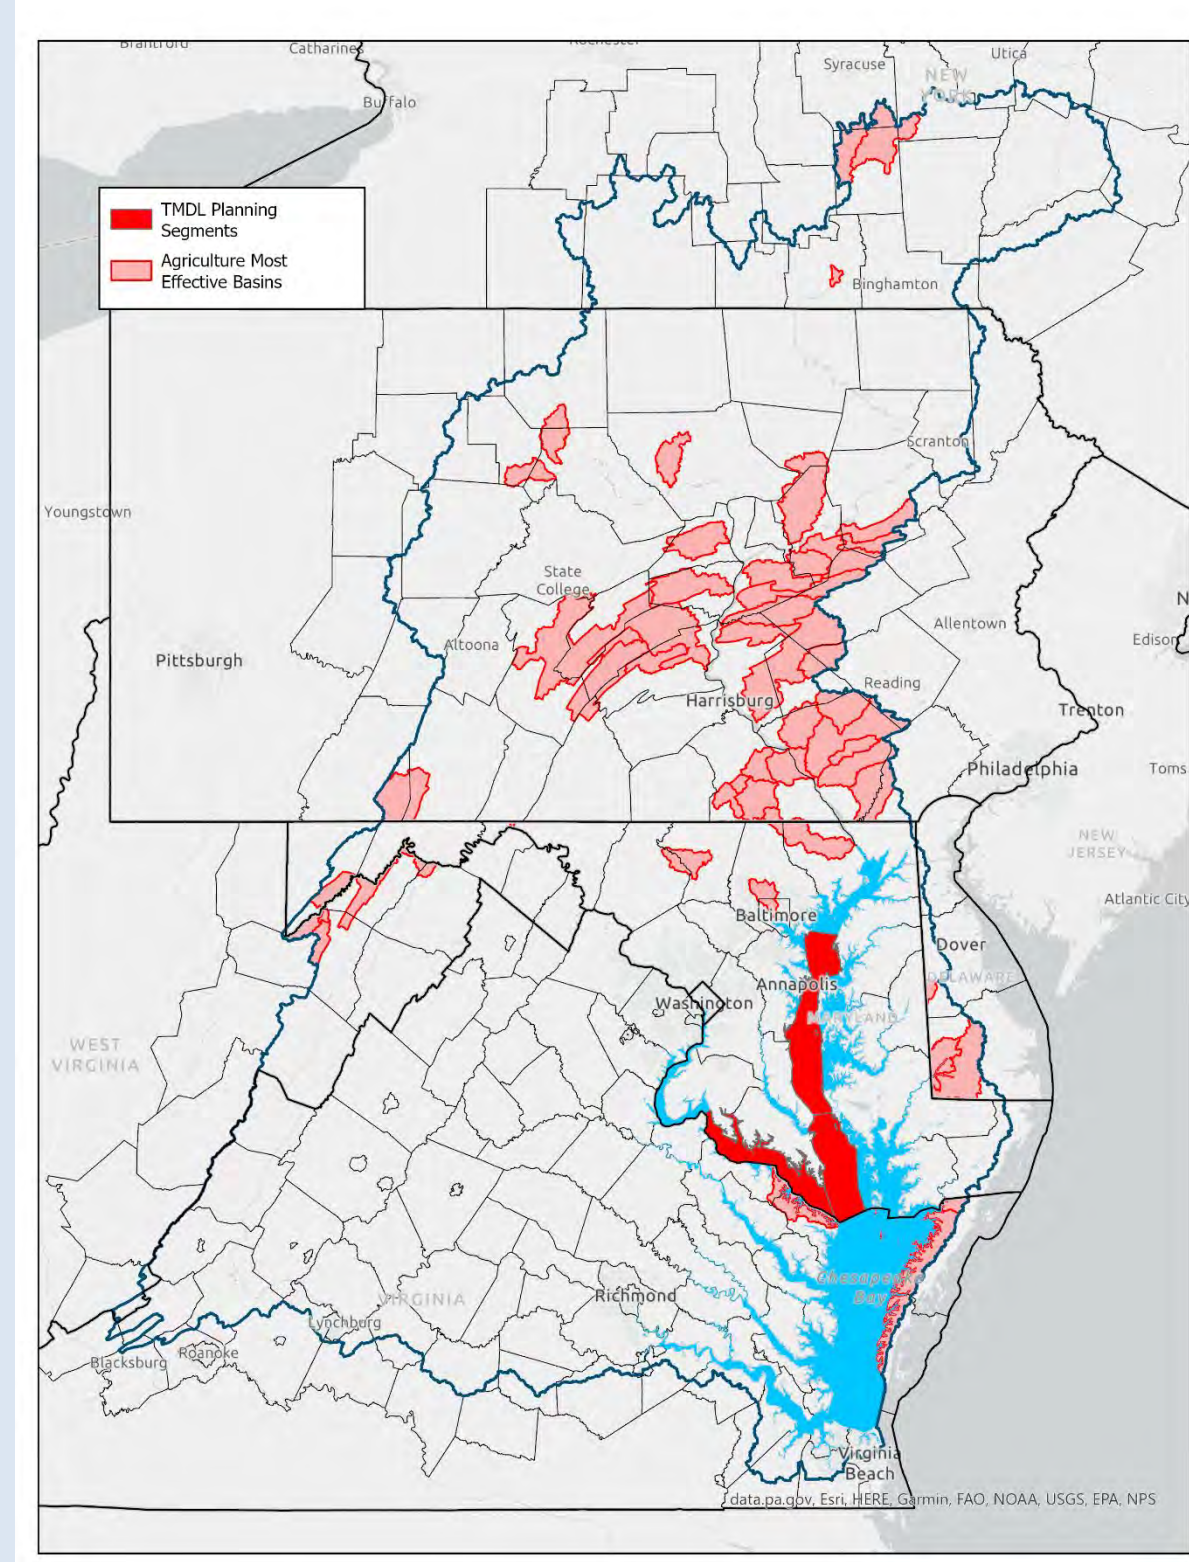 Brantford
Catharines
Rochester
Utica
Syracuse
NEW
YORK
Buffalo
TMDL Planning
Segments
Agriculture Most
Effective Basins
Binghamton
Scranton
Youngstown
State
College
Allentown
Edison
Altoona
Pittsburgh
Reading
Harrisburg
Trenton
Philadelphia
Toms
NEW
JERSEY
Atlantic City
Baltimore
Dover
DELAWARE
Annapolis
Washington
MARYLAND
WEST
VIRGINIA
Chesapeake
Bay
Richmond
VIRGINIA
Lynchburg
Roanoke
Blacksburg
Virginia
Beach
data.pa.gov, Esri, HERE, Garmin, FAO, NOAA, USGS, EPA, NPS